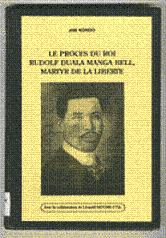 LE PROCES DU ROI
RUDOLF DUALA MANGA BELL,
MARTYR DE LA LIBERTE